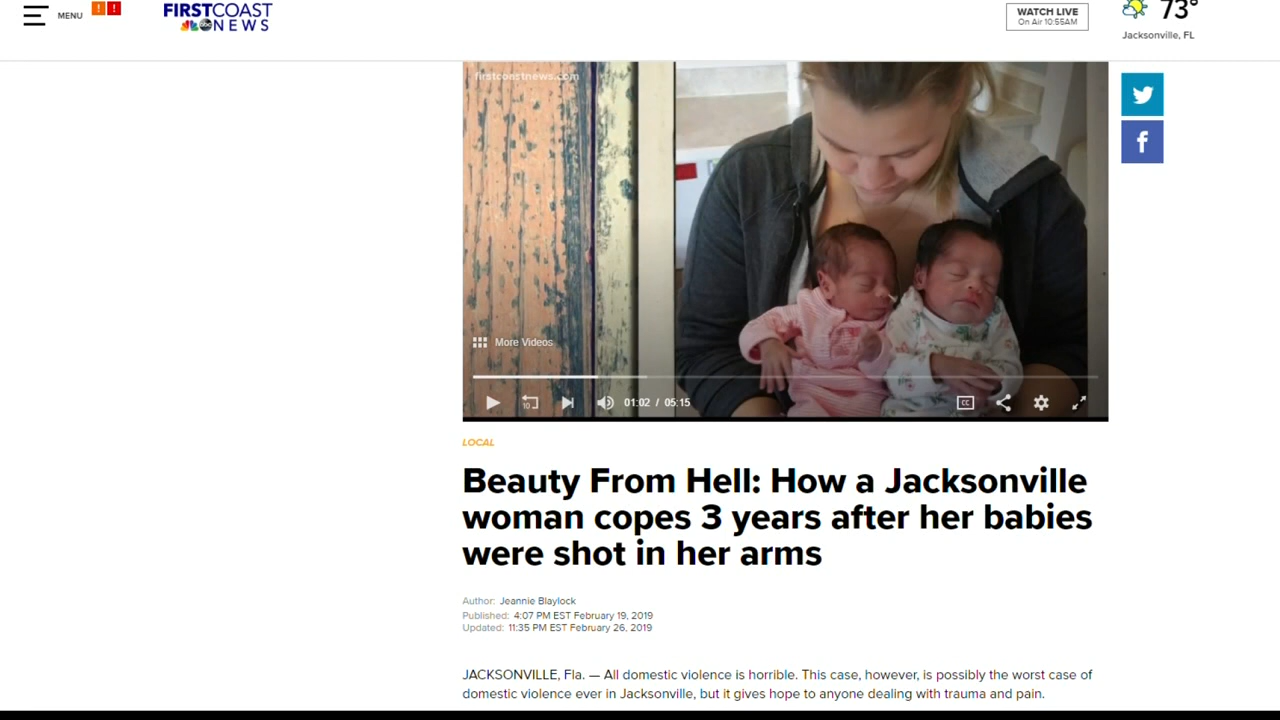 MENU
! !
FIRSTCOAST
abc NEWS
WATCH LIVE
On Air 10:55AM
73°
Jacksonville, FL
firstcoastnews.com
More Videos
10
01:02 / 05:15
CC
f
LOCAL
Beauty From Hell: How a Jacksonville
woman copes 3 years after her babies
were shot in her arms
Author: Jeannie Blaylock
Published: 4:07 PM EST February 19, 2019
Updated: 11:35 PM EST February 26, 2019
JACKSONVILLE, Fla. — All domestic violence is horrible. This case, however, is possibly the worst case of
domestic violence ever in Jacksonville, but it gives hope to anyone dealing with trauma and pain.